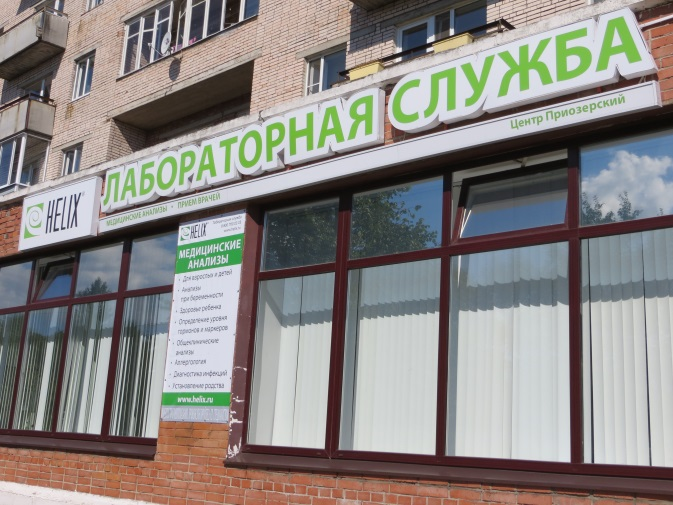 ЛАБОРАТОРНАЯ СЛУЖБА
Центр Приозерский
HELIX
МЕДИЦИНСКИЕ АНАЛИЗЫ • ПРИЕМ ВРАЧЕЙ
HELIX
МЕДИЦИНСКИЕ
АНАЛИЗЫ
• Для взрослых и детей
• Анализы
при беременности
• Здоровье ребенка
• Определение уровня
гормонов и маркеров
• Общеклинические
анализы
• Аллергология
• Диагностика инфекций
• Установление родства
www.helix.ru